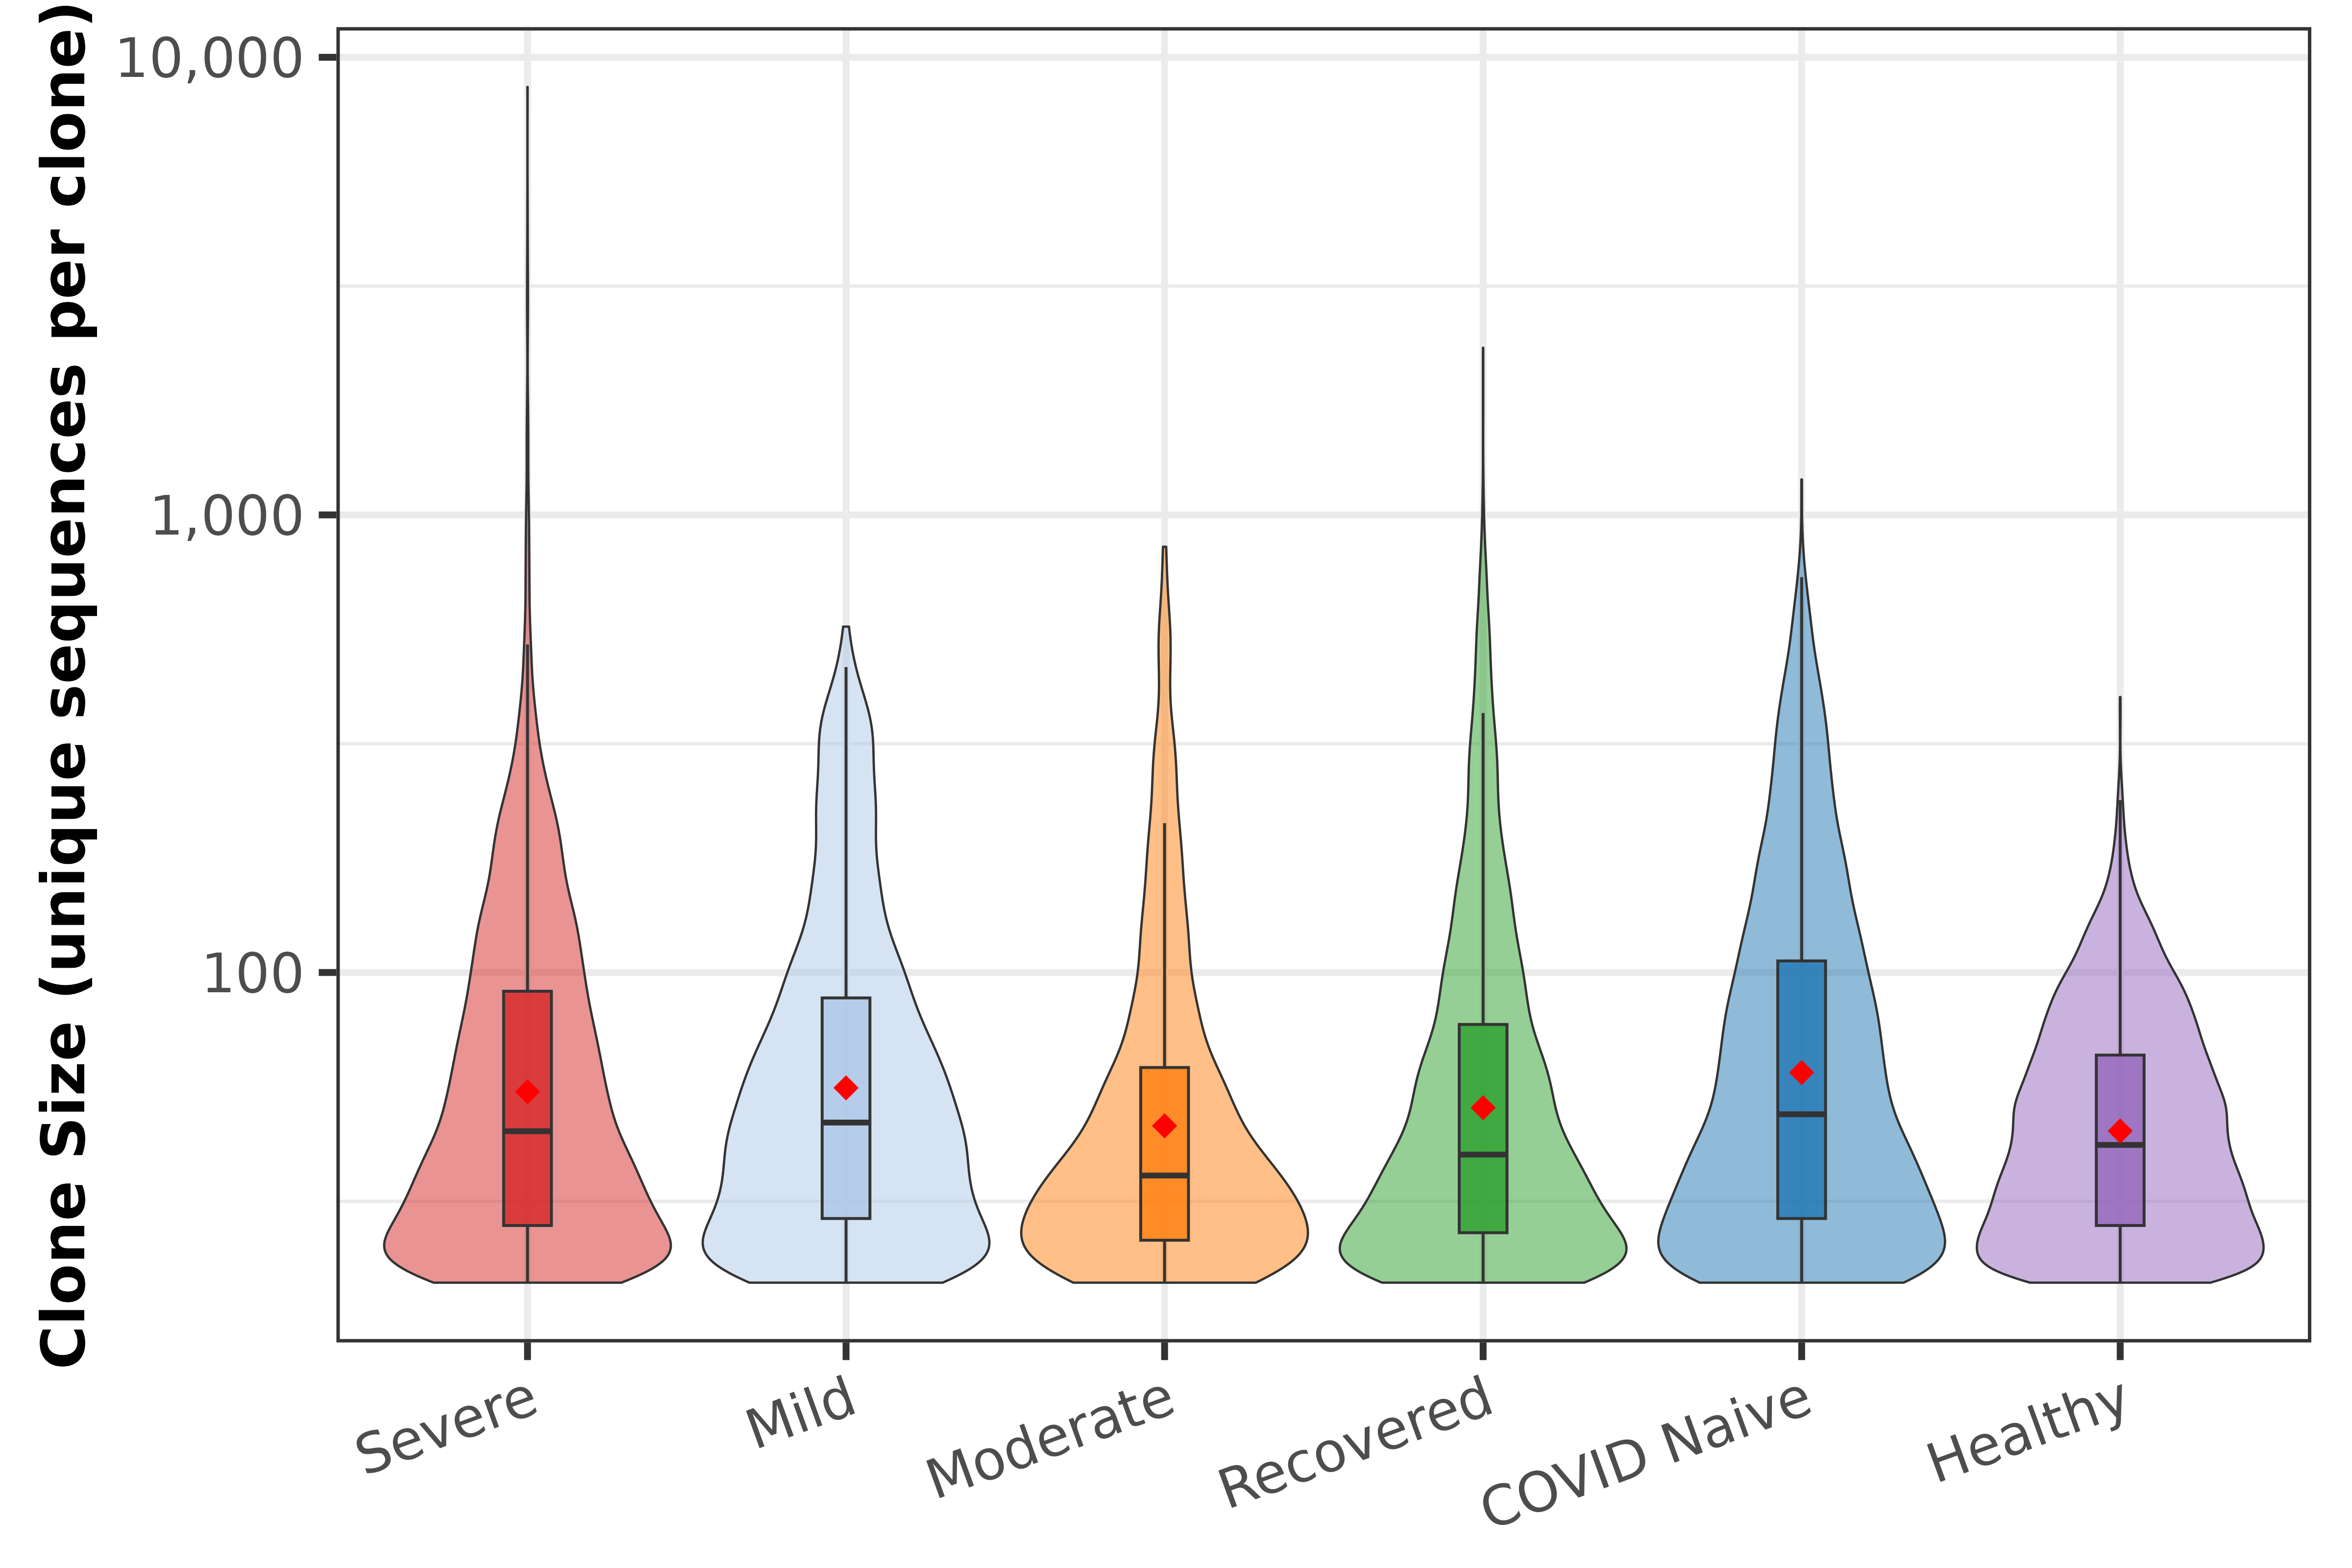 Clone Size (unique sequences per clone)
10,000
1,000
100
Severe
Mild
Moderate
Recovered
COVID Naive
Healthy